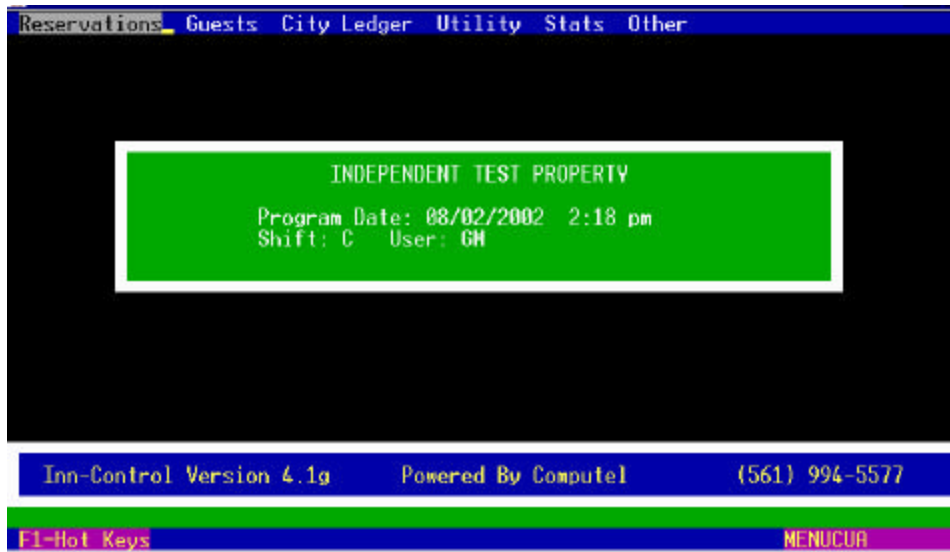 Reservations Guests City Ledger Utility Stats Other
INDEPENDENT TEST PROPERTY
Program Date: 08/02/2002 2:18 pm
Shift: C User: GM
Inn-Control Version 4.1g Powered By Computel (561) 994-5577
F1-Hot Keys MENUCUA